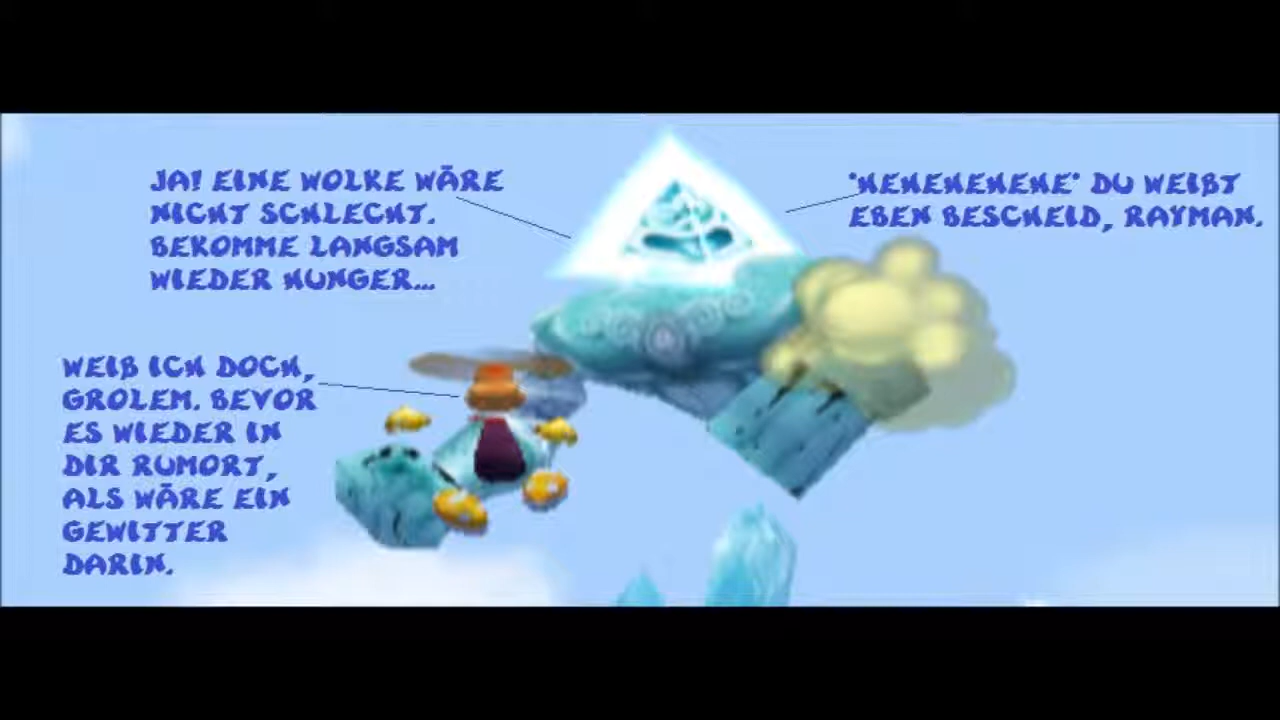 JA! EINE WOLKE WÄRE
NICHT SCHLECHT.
BEKOMME LANGSAM
WIEDER HUNGER...
*HEHEHEHEHE* DU WEIßT
EBEN BESCHEID, RAYMAN.
WEIß ICH DOCH,
GROLEM. BEVOR
ES WIEDER IN
DIR RUMORT,
ALS WÄRE EIN
GEWITTER
DARIN.